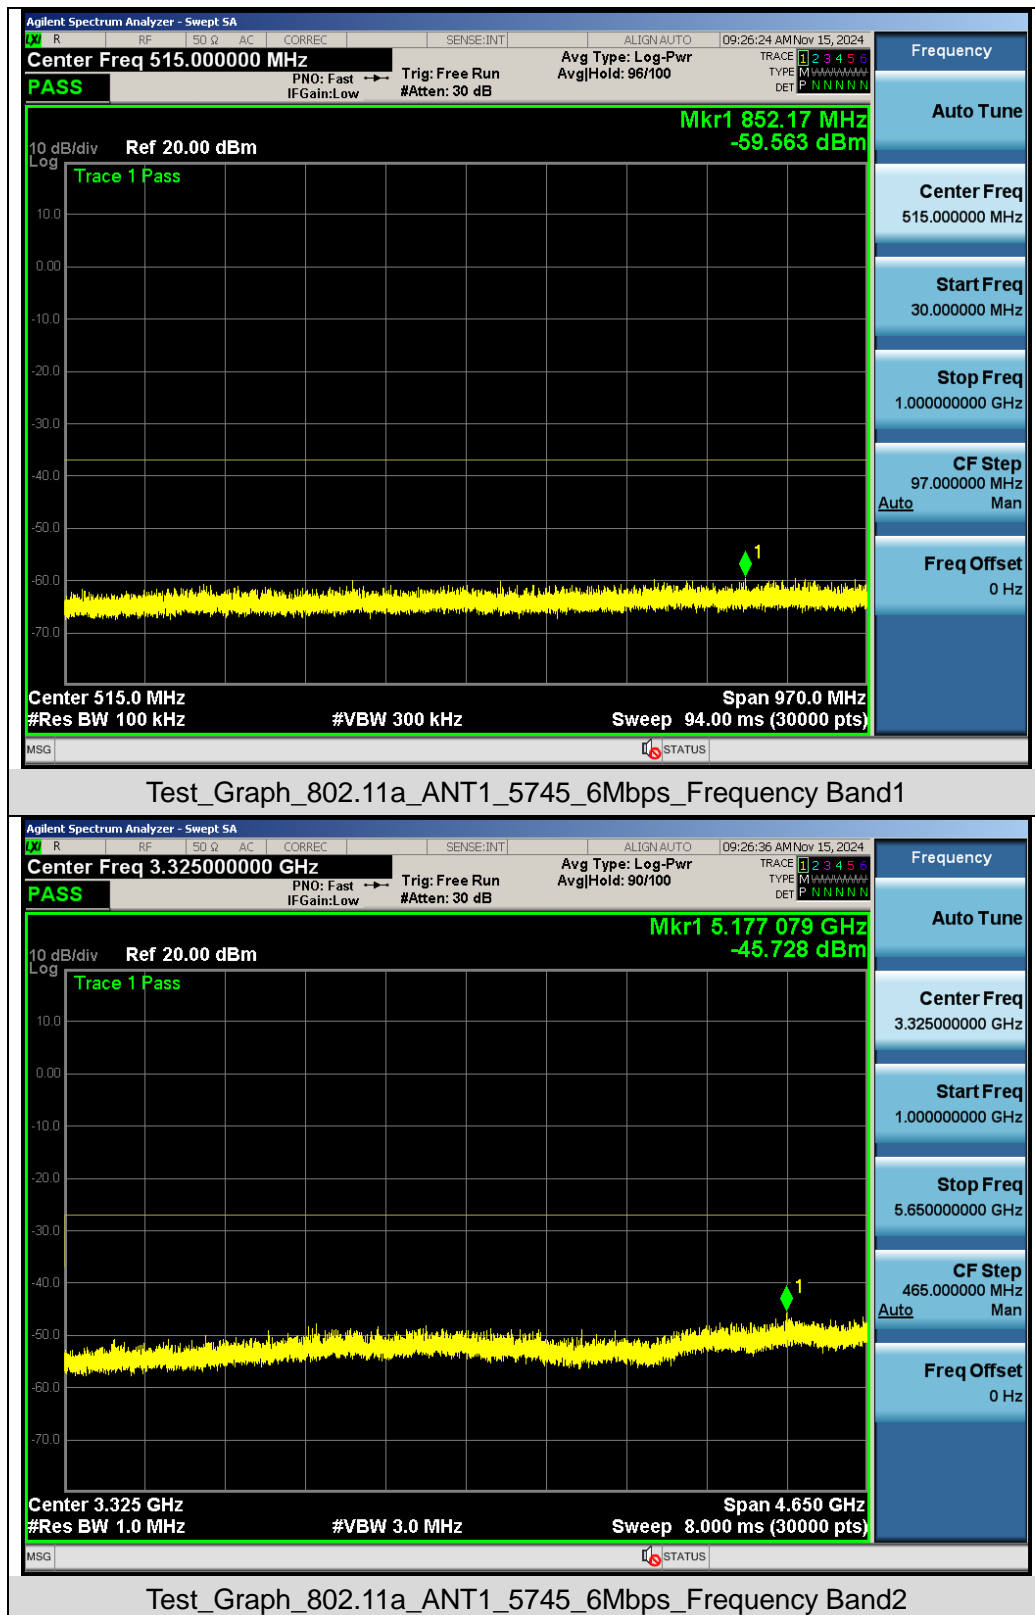 Agilent Spectrum Analyzer - Swept SA
LXI R RF 50 Ω AC CORREC SENSE:INT ALIGN AUTO 09:26:24 AM Nov 15, 2024
Center Freq 515.000000 MHz
Avg Type: Log-Pwr
TRACE 1 2 3 4 5 6
PASS
PNO: Fast
Trig: Free Run
Avg|Hold: 96/100
TYPE M
IFGain:Low
#Atten: 30 dB
DET P N N N N N
Mkr1 852.17 MHz
-59.563 dBm
10 dB/div Ref 20.00 dBm
Log
Trace 1 Pass
10.0
0.00
-10.0
-20.0
-30.0
-40.0
-50.0
1
-60.0
-70.0
Center 515.0 MHz Span 970.0 MHz
#Res BW 100 kHz #VBW 300 kHz Sweep 94.00 ms (30000 pts)
MSG STATUS
Frequency
Auto Tune
Center Freq
515.000000 MHz
Start Freq
30.000000 MHz
Stop Freq
1.000000000 GHz
CF Step
97.000000 MHz
Auto Man
Freq Offset
0 Hz
Test_Graph_802.11a_ANT1_5745_6Mbps_Frequency Band1
Agilent Spectrum Analyzer - Swept SA
LXI R RF 50 Ω AC CORREC SENSE:INT ALIGN AUTO 09:26:36 AM Nov 15, 2024
Center Freq 3.325000000 GHz
Avg Type: Log-Pwr
TRACE 1 2 3 4 5 6
PASS
PNO: Fast
Trig: Free Run
Avg|Hold: 90/100
TYPE M
IFGain:Low
#Atten: 30 dB
DET P N N N N N
Mkr1 5.177 079 GHz
-45.728 dBm
10 dB/div Ref 20.00 dBm
Log
Trace 1 Pass
10.0
0.00
-10.0
-20.0
-30.0
-40.0
1
-50.0
-60.0
-70.0
Center 3.325 GHz Span 4.650 GHz
#Res BW 1.0 MHz #VBW 3.0 MHz Sweep 8.000 ms (30000 pts)
MSG STATUS
Frequency
Auto Tune
Center Freq
3.325000000 GHz
Start Freq
1.000000000 GHz
Stop Freq
5.650000000 GHz
CF Step
465.000000 MHz
Auto Man
Freq Offset
0 Hz
Test_Graph_802.11a_ANT1_5745_6Mbps_Frequency Band2